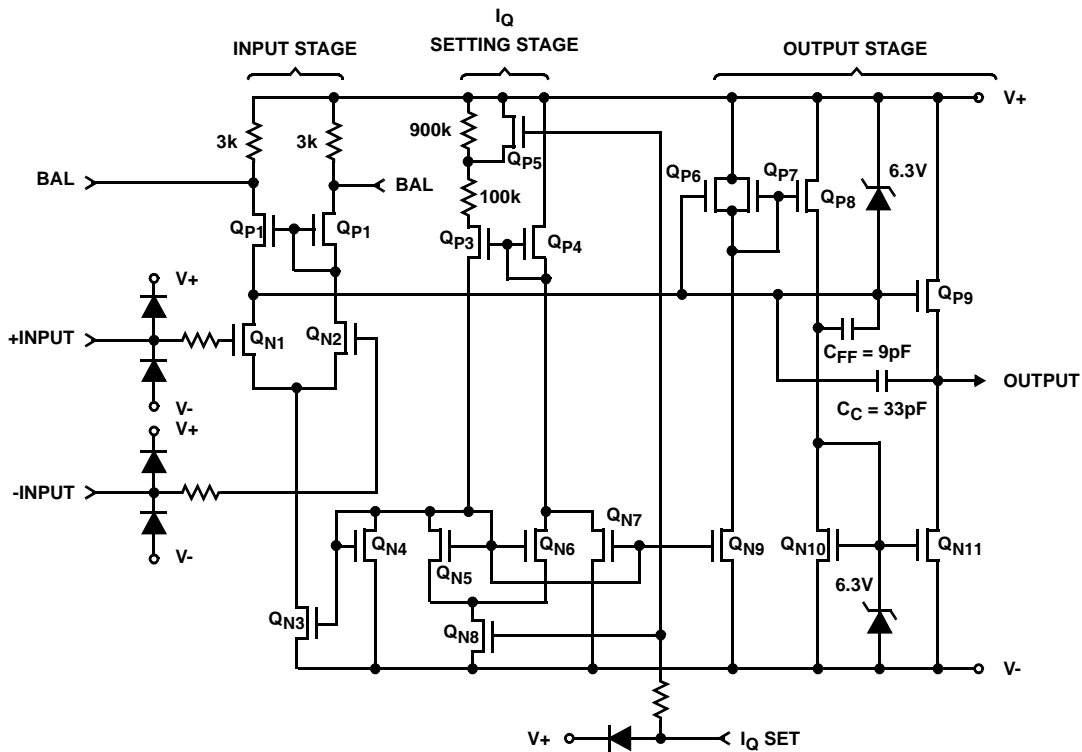 IQ
INPUT STAGE
SETTING STAGE
OUTPUT STAGE
V+
3k
3k
900k
QP5
BAL
BAL
100k
QP6
QP7
6.3V
QP8
QP1
QP1
QP3
QP4
V+
QP9
+INPUT
QN1
QN2
CFF = 9pF
V-
OUTPUT
V+
CC = 33pF
-INPUT
QN7
QN4
QN5
QN6
QN9
QN10
QN11
V-
6.3V
QN3
QN8
V-
V+
IQ SET